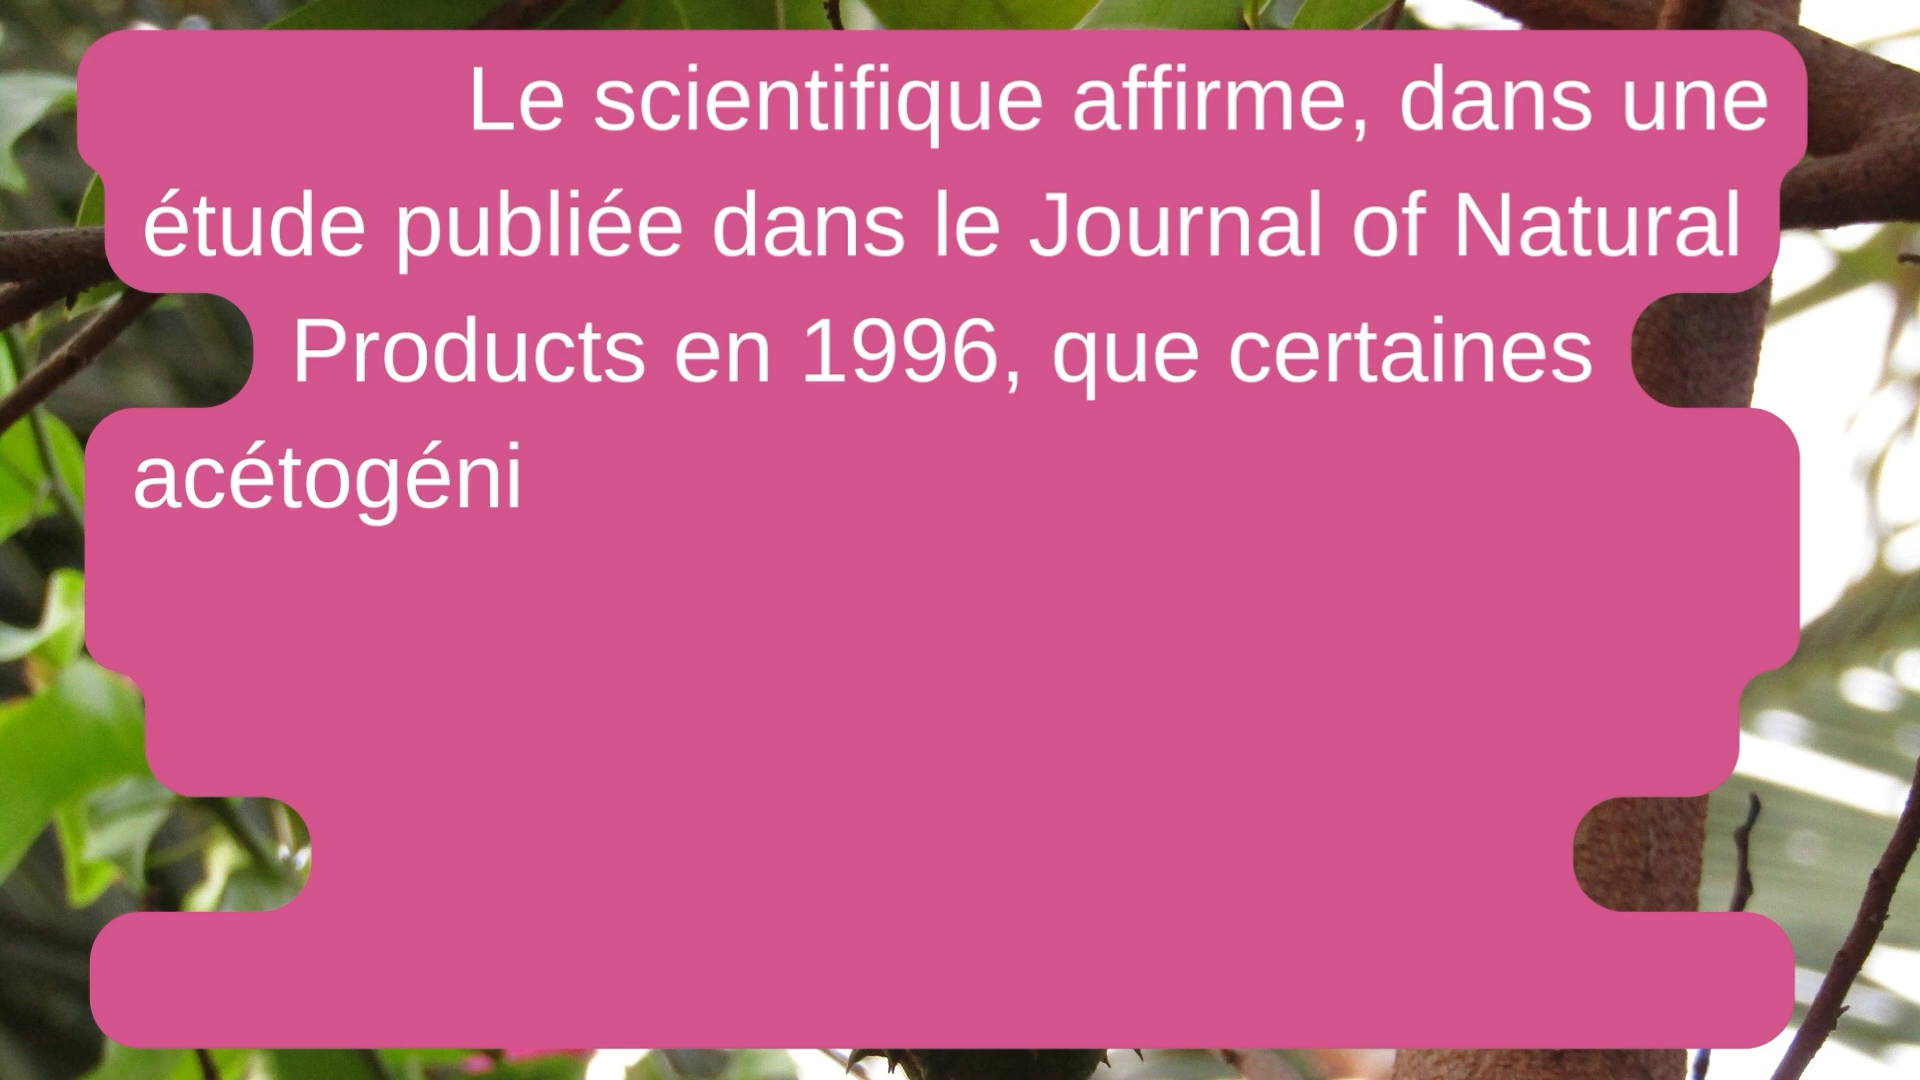 Le scientifique affirme, dans une
étude publiée dans le Journal of Natural
Products en 1996, que certaines
acétogéni